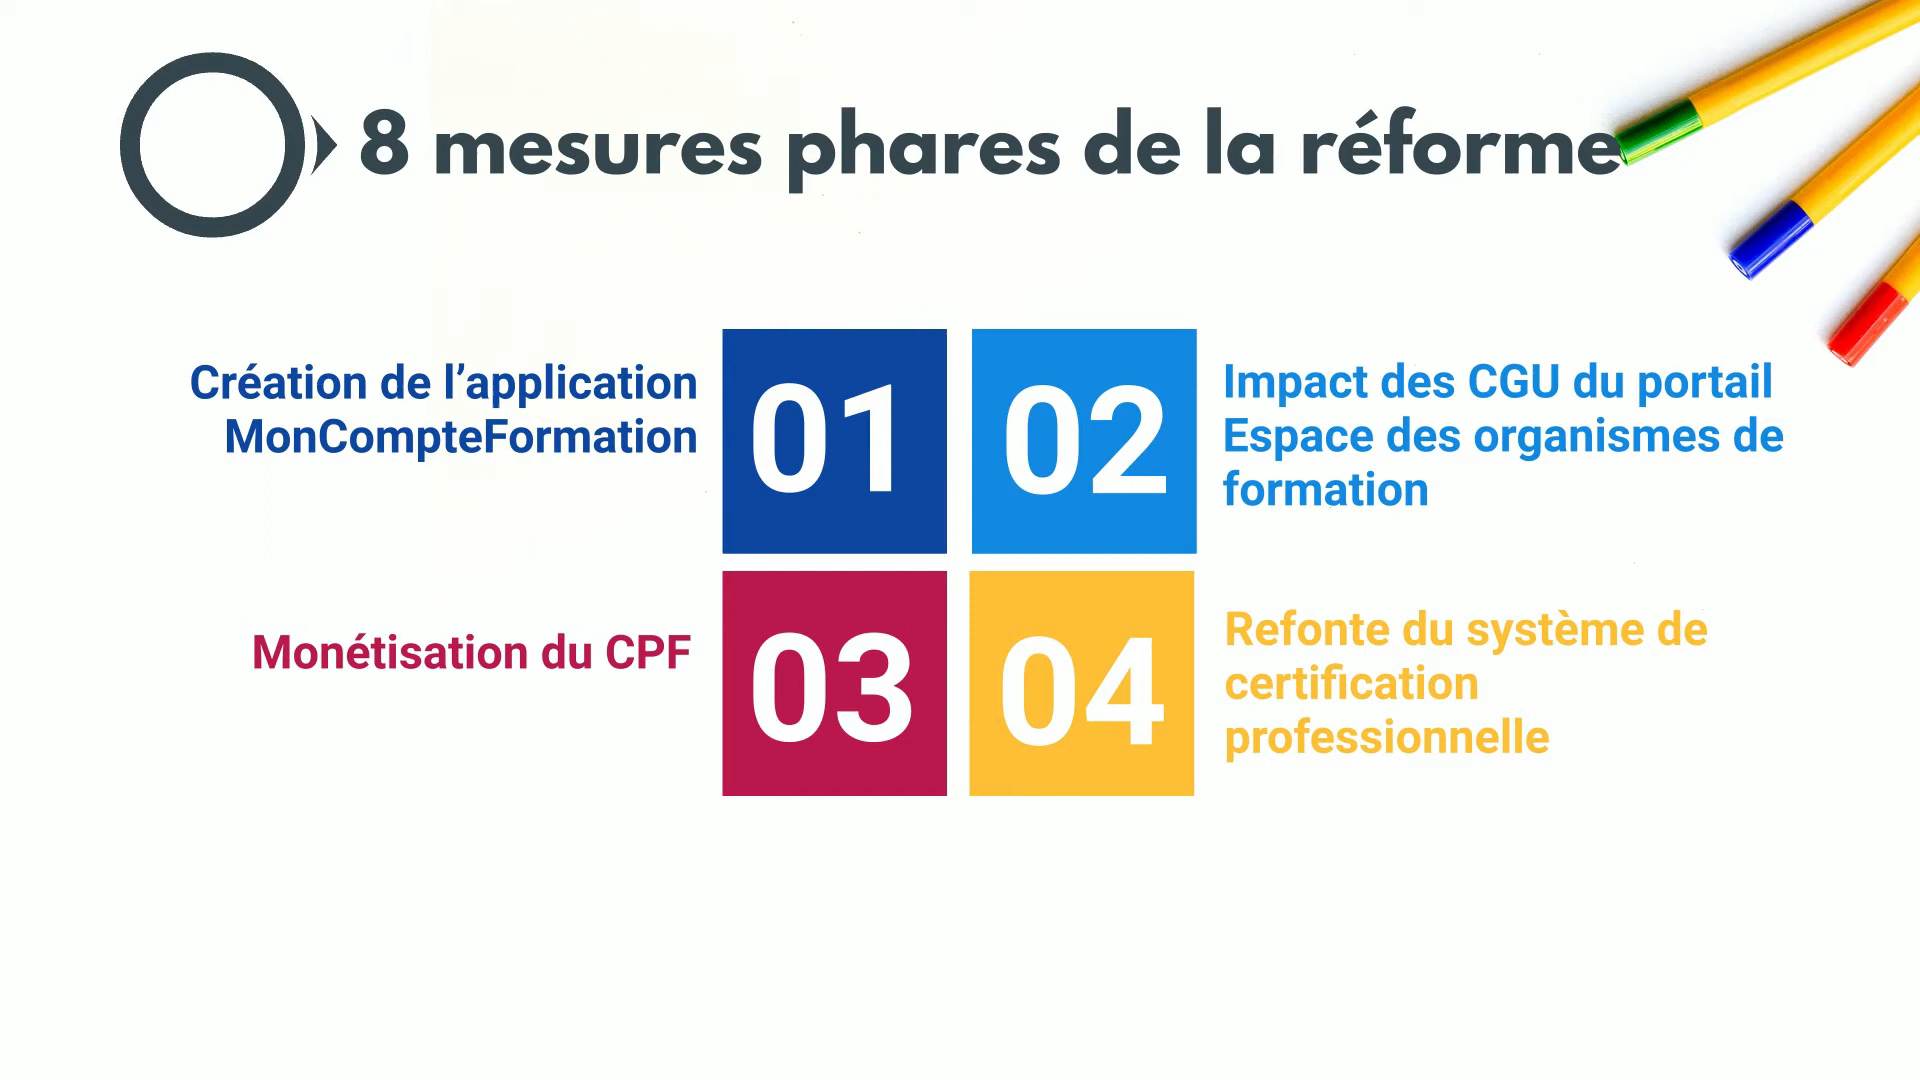 8 mesures phares de la réforme
Création de l’application
MonCompteFormation
01
02
Impact des CGU du portail
Espace des organismes de
formation
Monétisation du CPF
03
04
Refonte du système de
certification
professionnelle